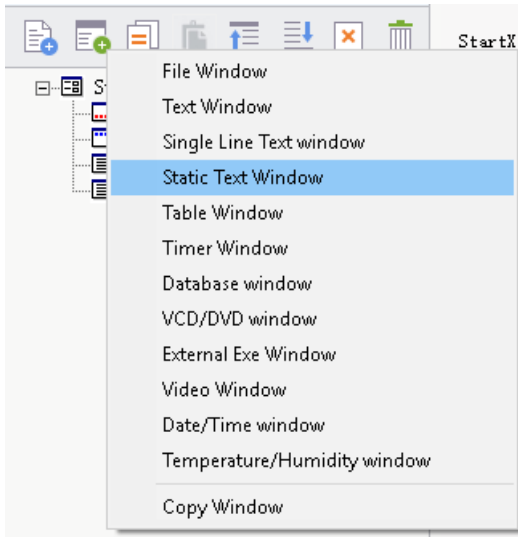 StartX
File Window
Text Window
Single Line Text window
Static Text Window
Table Window
Timer Window
Database window
VCD/DVD window
External Exe Window
Video Window
Date/Time window
Temperature/Humidity window
Copy Window